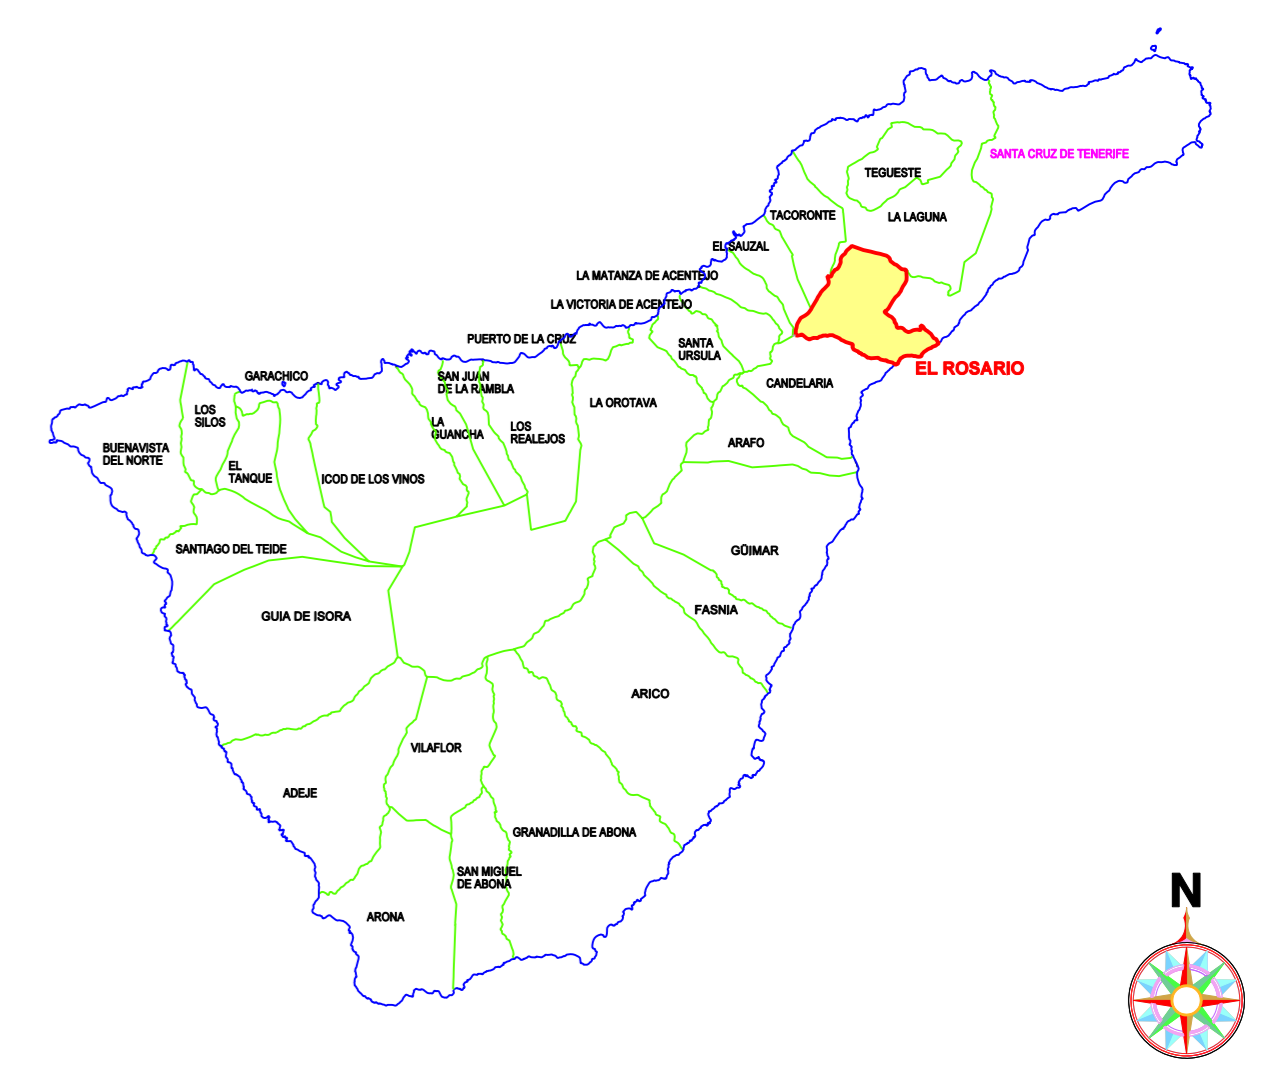 SANTA CRUZ DE TENERIFE
TEGUESTE
TACORONTE
LA LAGUNA
EL SAUZAL
LA MATANZA DE ACENTEJO
LA VICTORIA DE ACENTEJO
PUERTO DE LA CRUZ
SANTA
URSULA
EL ROSARIO
GARACHICO
SAN JUAN
DE LA RAMBLA
CANDELARIA
LOS
SILOS
LA OROTAVA
LA
GUANCHA
LOS
REALEJOS
ARAFO
BUENAVISTA
DEL NORTE
EL
TANQUE
ICOD DE LOS VINOS
SANTIAGO DEL TEIDE
GÜIMAR
GUIA DE ISORA
FASNIA
ARICO
VILAFLOR
ADEJE
GRANADILLA DE ABONA
SAN MIGUEL
DE ABONA
ARONA
N